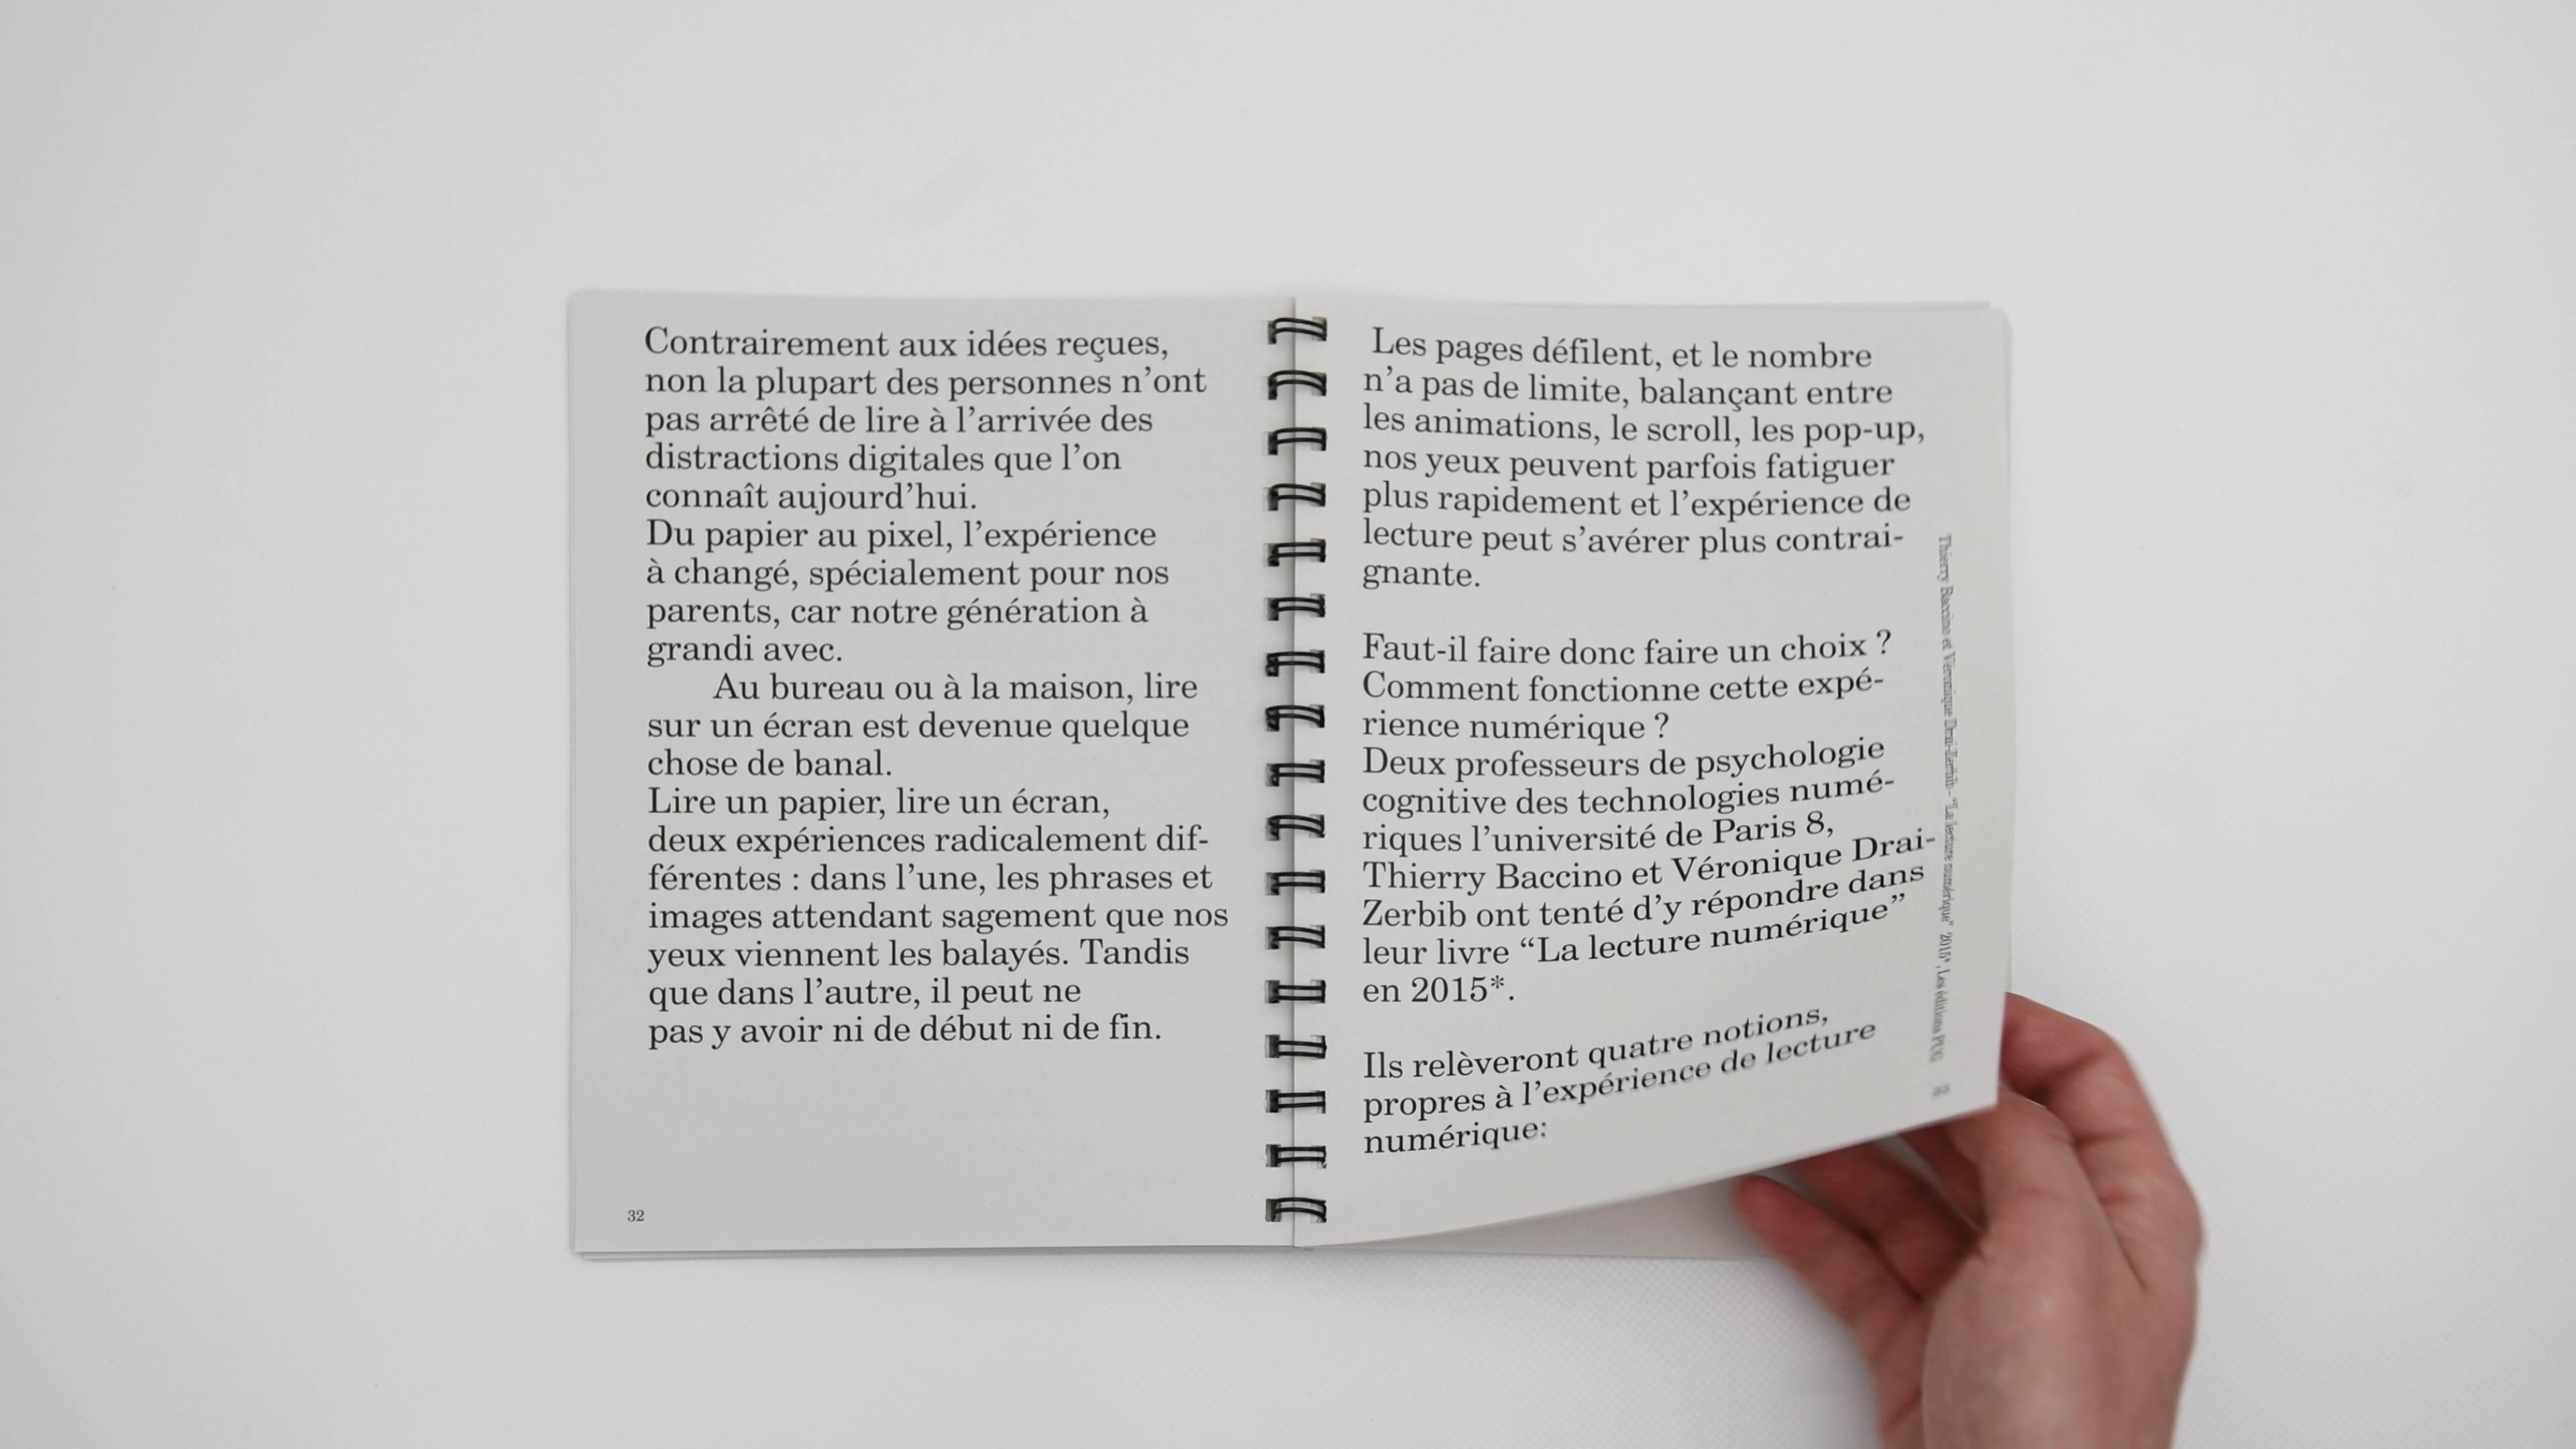 Contrairement aux idées reçues,
non la plupart des personnes n’ont
pas arrêté de lire à l’arrivée des
distractions digitales que l’on
connaît aujourd’hui.
Du papier au pixel, l’expérience
à changé, spécialement pour nos
parents, car notre génération à
grandi avec.
Au bureau ou à la maison, lire
sur un écran est devenue quelque
chose de banal.
Lire un papier, lire un écran,
deux expériences radicalement dif-
férentes : dans l’une, les phrases et
images attendant sagement que nos
yeux viennent les balayés. Tandis
que dans l’autre, il peut ne
pas y avoir ni de début ni de fin.
32
Les pages défilent, et le nombre
n’a pas de limite, balançant entre
les animations, le scroll, les pop-up,
nos yeux peuvent parfois fatiguer
plus rapidement et l’expérience de
lecture peut s’avérer plus contrai-
gnante.
Faut-il faire donc faire un choix ?
Comment fonctionne cette expé-
rience numérique ?
Deux professeurs de psychologie
cognitive des technologies numé-
riques l’université de Paris 8,
Thierry Baccino et Véronique Drai-
Zerbib ont tenté d’y répondre dans
leur livre “La lecture numérique”
en 2015*.
Ils relèveront quatre notions,
propres à l’expérience de lecture
numérique:
Thierry Baccino et Véronique Drai-Zerbib - “La lecture numérique” 2015*, Les éditions PUG